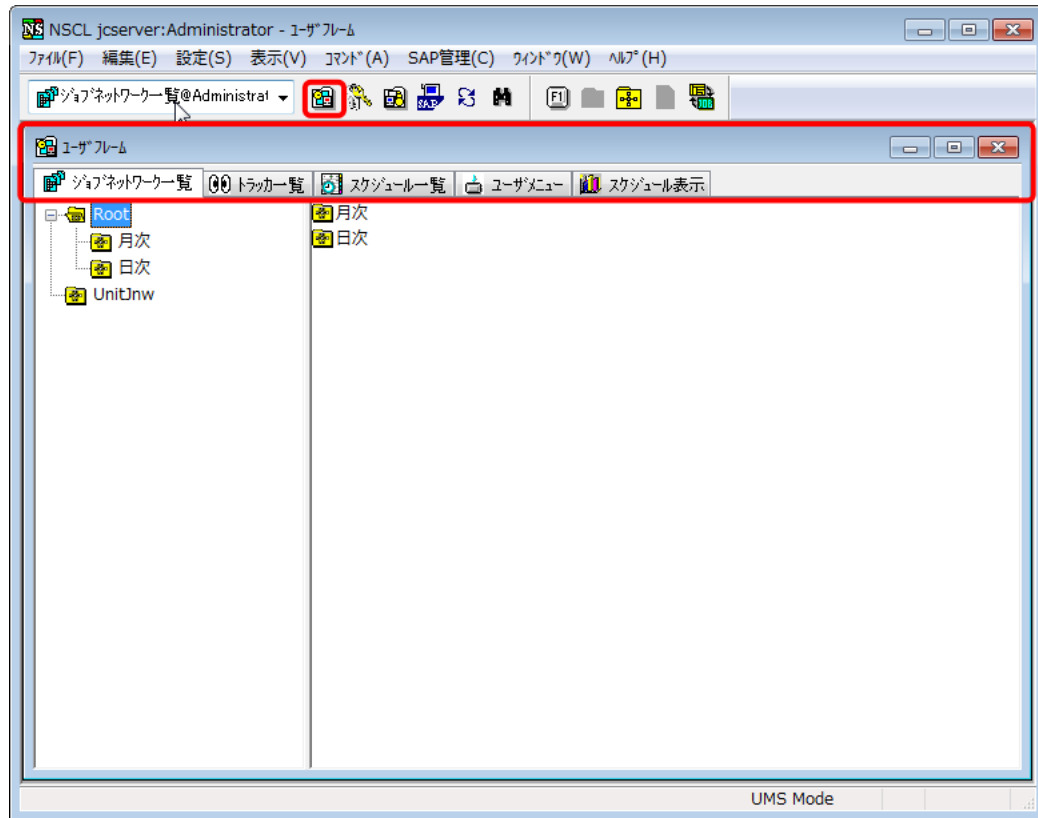 NSCL jcserver:Administrator - ﾕｰｻﾞﾌﾚｰﾑ
ﾌｧｲﾙ(F) 編集(E) 設定(S) 表示(V) ｺﾏﾝﾄﾞ(A) SAP管理(C) ｳｨﾝﾄﾞｳ(W) ﾍﾙﾌﾟ(H)
ｼﾞｮﾌﾞﾈｯﾄﾜｰｸ一覧@Administrat
SAP
F1
JOB
ﾕｰｻﾞﾌﾚｰﾑ
ｼﾞｮﾌﾞﾈｯﾄﾜｰｸ一覧 ﾄﾗｯｶ一覧 ｽｹｼﾞｭｰﾙ一覧 ﾕｰｻﾞﾒﾆｭｰ ｽｹｼﾞｭｰﾙ表示
Root
月次
日次
UnitJnw
月次
日次
UMS Mode